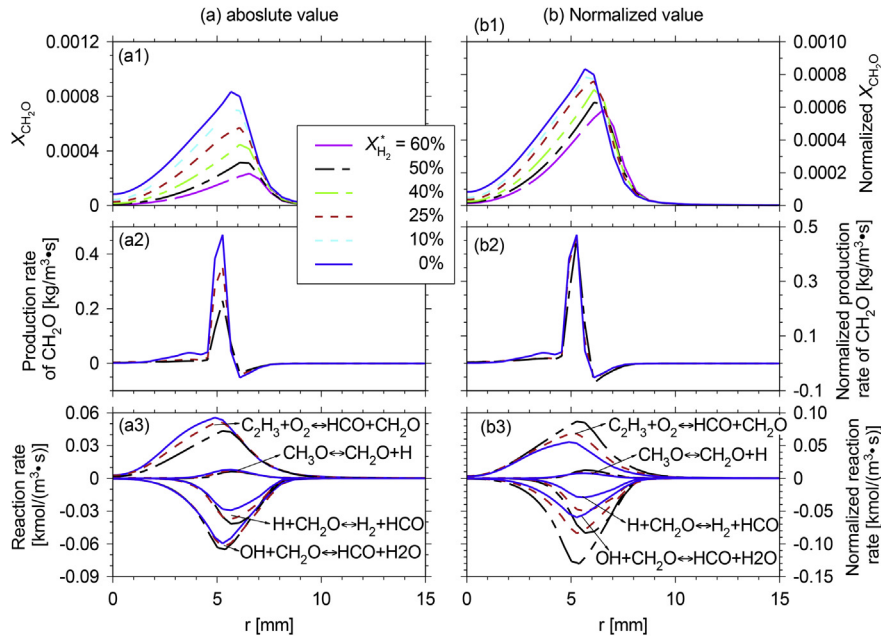 (a) aboslute value
(b) Normalized value
0.0012
0.0008
0.0004
0
X_CH₂O
(a1)
(b1)
0.0010
0.0008
0.0006
0.0004
0.0002
0
Normalized X_CH₂O
X*_H₂ = 60%
50%
40%
25%
10%
0%
0.4
0.2
0
Production rate
of CH₂O [kg/m³•s]
(a2)
(b2)
0.5
0.3
0.1
-0.1
Normalized production
rate of CH₂O [kg/m³•s]
0.06
0.03
0
-0.03
-0.06
-0.09
Reaction rate
[kmol/(m³•s)]
(a3)
C₂H₃+O₂↔HCO+CH₂O
CH₃O↔CH₂O+H
H+CH₂O↔H₂+HCO
OH+CH₂O↔HCO+H2O
(b3)
C₂H₃+O₂↔HCO+CH₂O
CH₃O↔CH₂O+H
H+CH₂O↔H₂+HCO
OH+CH₂O↔HCO+H2O
0.10
0.05
0
-0.05
-0.10
-0.15
Normalized reaction
rate [kmol/(m³•s)]
0 5 10 15
0 5 10 15
r [mm]
r [mm]